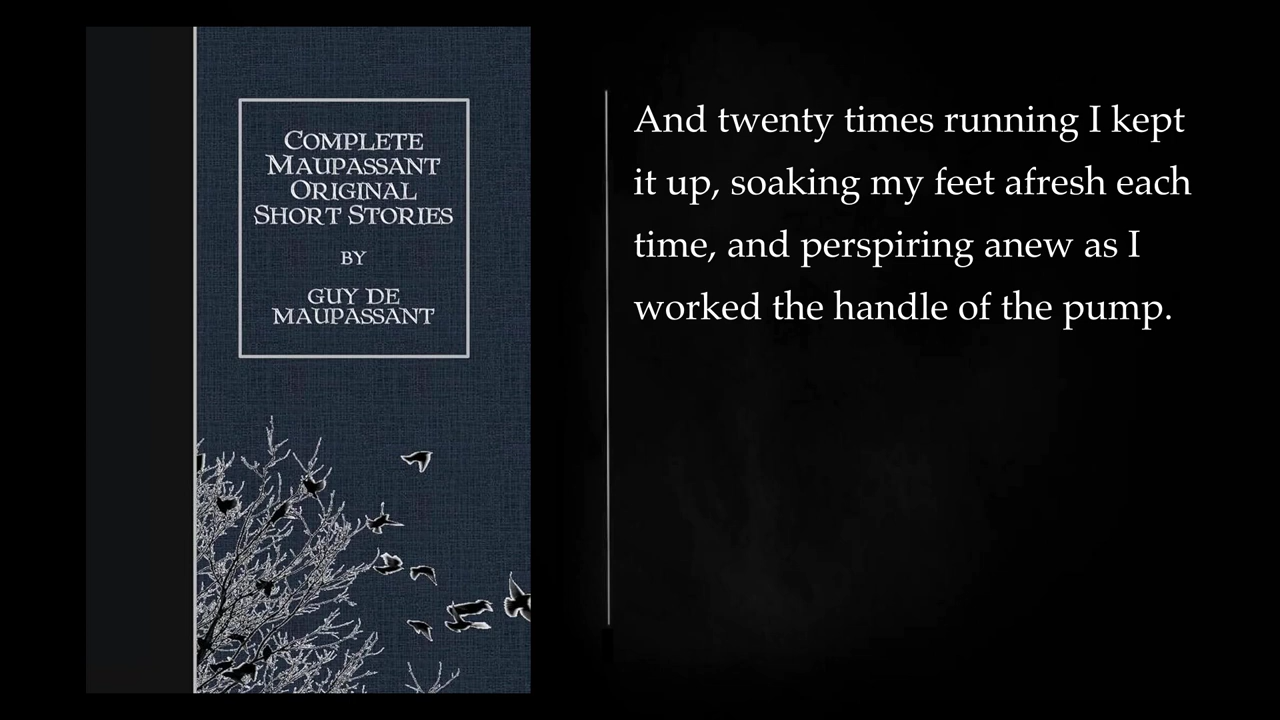 COMPLETE
MAUPASSANT
ORIGINAL
SHORT STORIES
BY
GUY DE
MAUPASSANT
And twenty times running I kept
it up, soaking my feet afresh each
time, and perspiring anew as I
worked the handle of the pump.